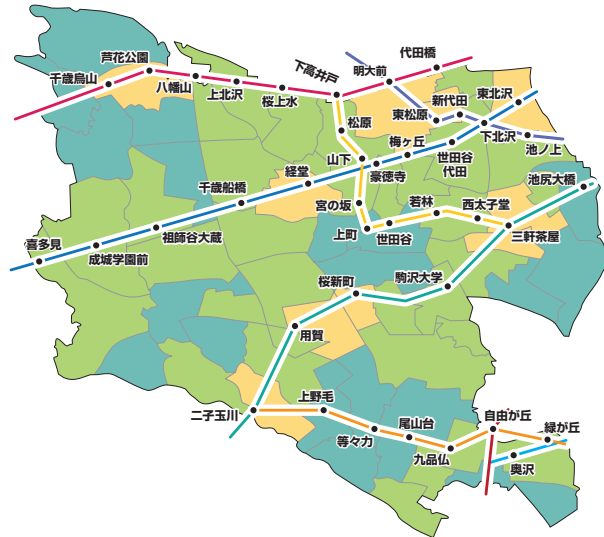 芦花公園
千歳烏山
八幡山
上北沢
桜上水
下高井戸
明大前
代田橋
新代田
東北沢
東松原
松原
下北沢
池ノ上
梅ヶ丘
世田谷
代田
山下
豪徳寺
経堂
千歳船橋
宮の坂
若林
西太子堂
池尻大橋
上町
世田谷
三軒茶屋
喜多見
祖師谷大蔵
成城学園前
桜新町
駒沢大学
用賀
二子玉川
上野毛
等々力
尾山台
九品仏
自由が丘
緑が丘
奥沢